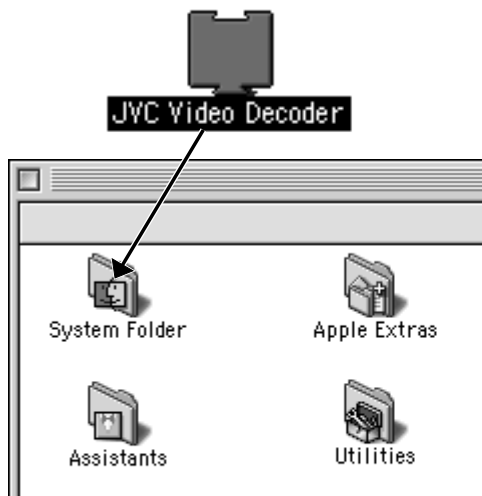 JVC Video Decoder
System Folder
Apple Extras
Assistants
Utilities